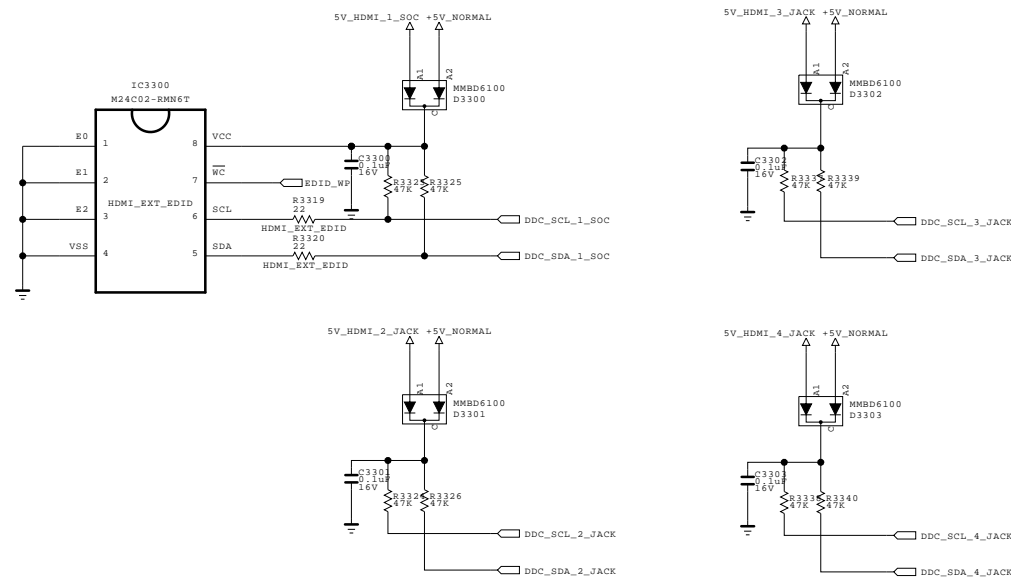 5V_HDMI_1_SOC +5V_NORMAL
A1
A2
MMBD6100
D3300
C
IC3300
M24C02-RMN6T
E0
1
8
VCC
E1
2
7
WC
EDID_WP
E2
3
6
SCL
HDMI_EXT_EDID
VSS
4
5
SDA
C3300
0.1uF
16V
47K
R3325
47K
R3319
22
HDMI_EXT_EDID
R3320
22
HDMI_EXT_EDID
DDC_SCL_1_SOC
DDC_SDA_1_SOC
5V_HDMI_3_JACK +5V_NORMAL
A1
A2
MMBD6100
D3302
C
C3302
0.1uF
16V
47K
R3339
47K
DDC_SCL_3_JACK
DDC_SDA_3_JACK
5V_HDMI_2_JACK +5V_NORMAL
A1
A2
MMBD6100
D3301
C
C3301
0.1uF
16V
47K
R3326
47K
DDC_SCL_2_JACK
DDC_SDA_2_JACK
5V_HDMI_4_JACK +5V_NORMAL
A1
A2
MMBD6100
D3303
C
C3303
0.1uF
16V
47K
R3340
47K
DDC_SCL_4_JACK
DDC_SDA_4_JACK